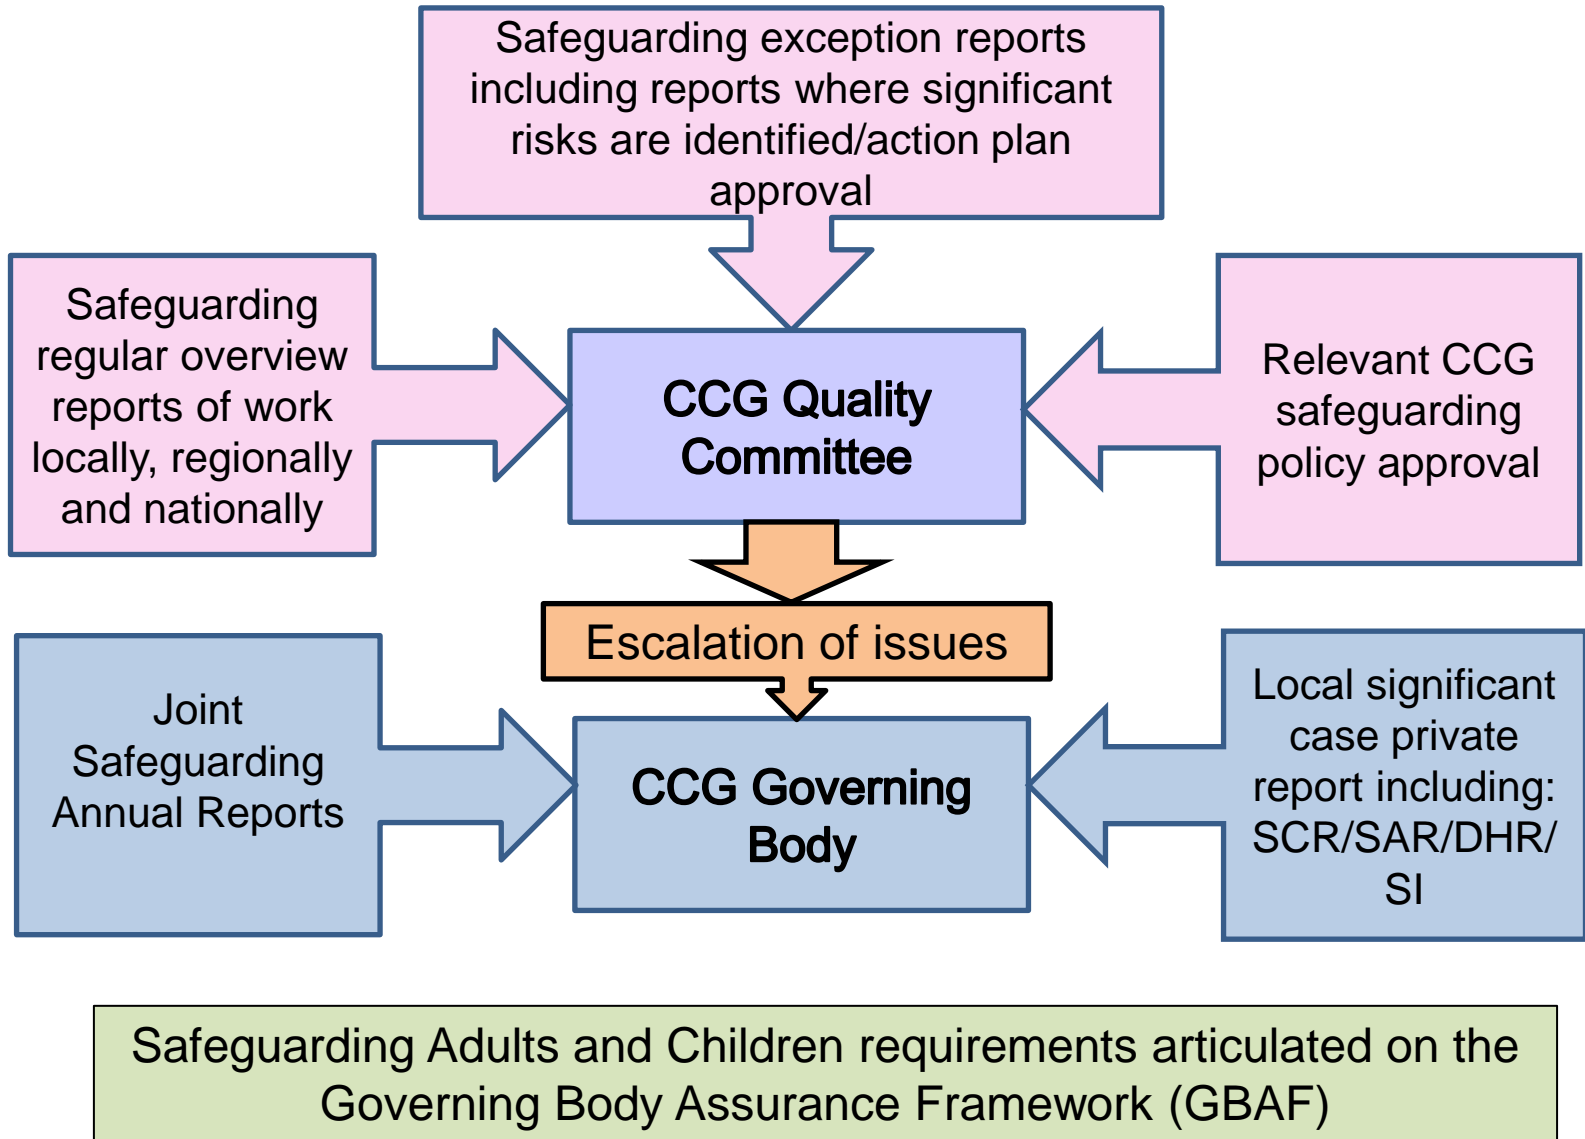 Safeguarding exception reports
including reports where significant
risks are identified/action plan
approval
Safeguarding
regular overview
reports of work
locally, regionally
and nationally
CCG Quality
Committee
Relevant CCG
safeguarding
policy approval
Escalation of issues
Joint
Safeguarding
Annual Reports
CCG Governing
Body
Local significant
case private
report including:
SCR/SAR/DHR/
SI
Safeguarding Adults and Children requirements articulated on the
Governing Body Assurance Framework (GBAF)